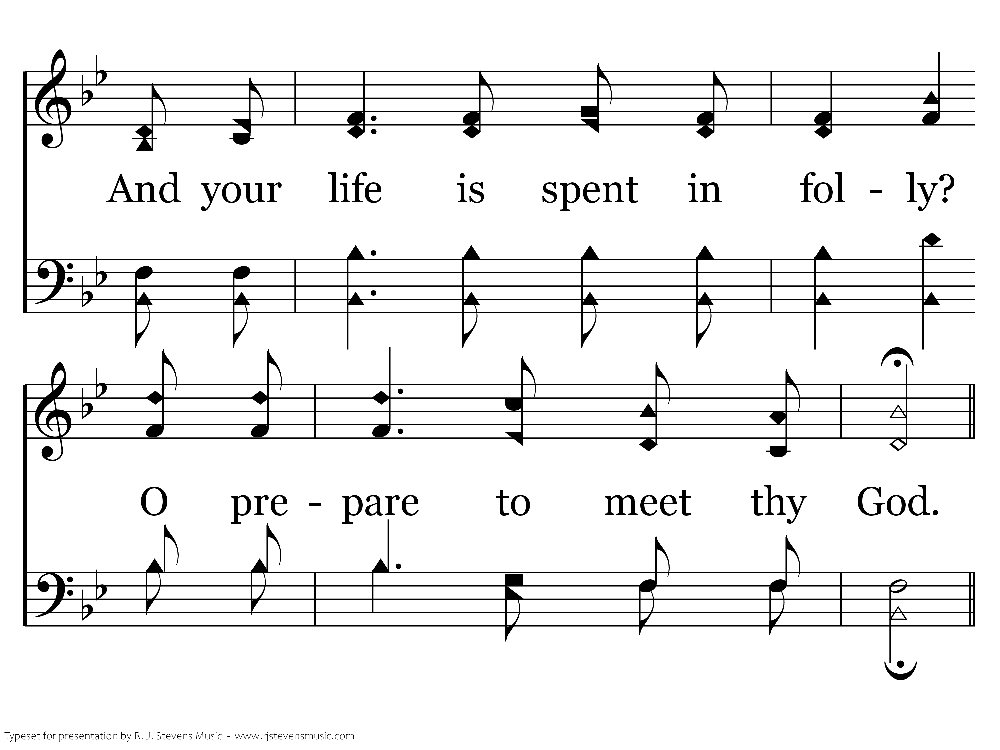 And your life is spent in fol - ly?
O pre - pare to meet thy God.
Typeset for presentation by R. J. Stevens Music - www.rjstevensmusic.com